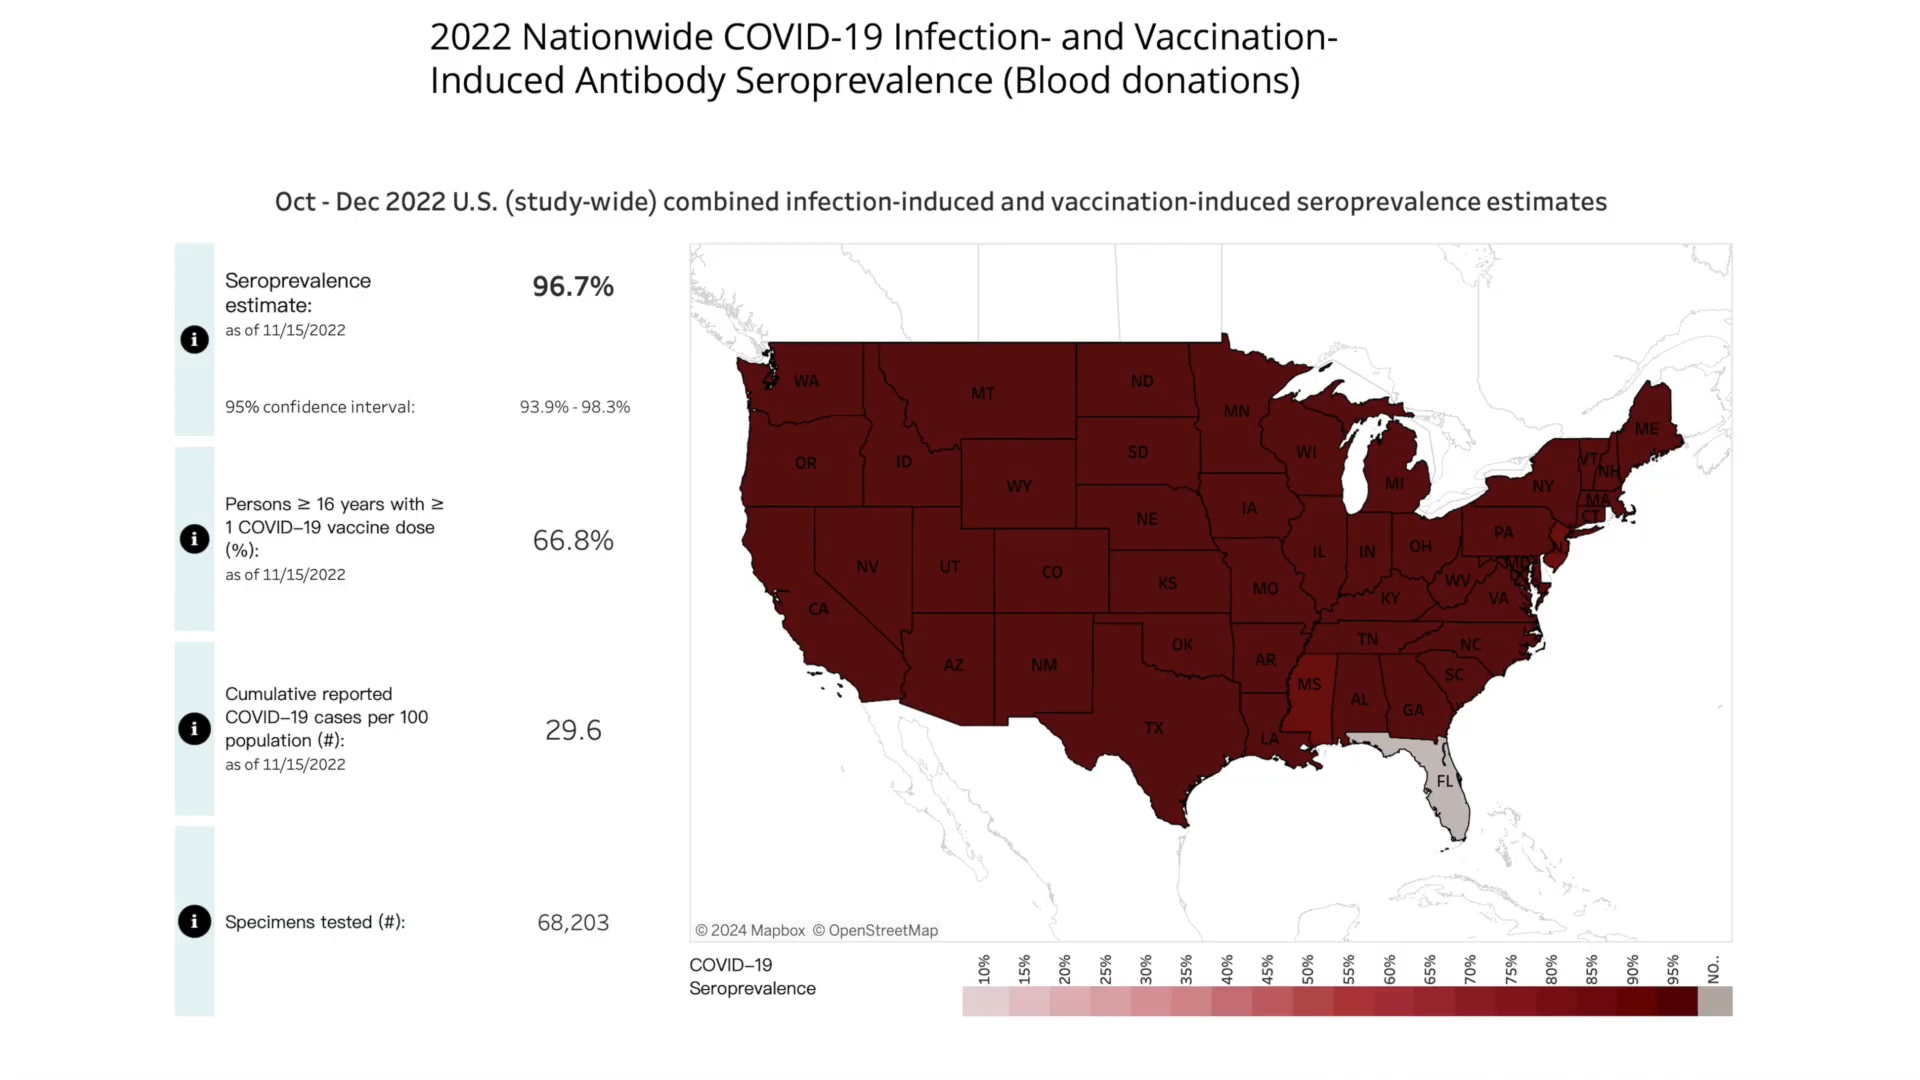 2022 Nationwide COVID-19 Infection- and Vaccination-
Induced Antibody Seroprevalence (Blood donations)
Oct - Dec 2022 U.S. (study-wide) combined infection-induced and vaccination-induced seroprevalence estimates
Seroprevalence
estimate:
as of 11/15/2022
96.7%
95% confidence interval:
93.9% - 98.3%
Persons ≥ 16 years with ≥
1 COVID–19 vaccine dose
(%):
as of 11/15/2022
66.8%
Cumulative reported
COVID–19 cases per 100
population (#):
as of 11/15/2022
29.6
Specimens tested (#):
68,203
WA
MT
ND
MN
OR
ID
WY
SD
WI
MI
NY
VT
NH
ME
MA
CT
NE
IA
PA
NV
UT
CO
KS
MO
IL
IN
OH
WV
MD
VA
KY
CA
AZ
NM
OK
AR
TN
NC
SC
MS
AL
GA
TX
LA
FL
© 2024 Mapbox © OpenStreetMap
COVID–19
Seroprevalence
10%
15%
20%
25%
30%
35%
40%
45%
50%
55%
60%
65%
70%
75%
80%
85%
90%
95%
NO..